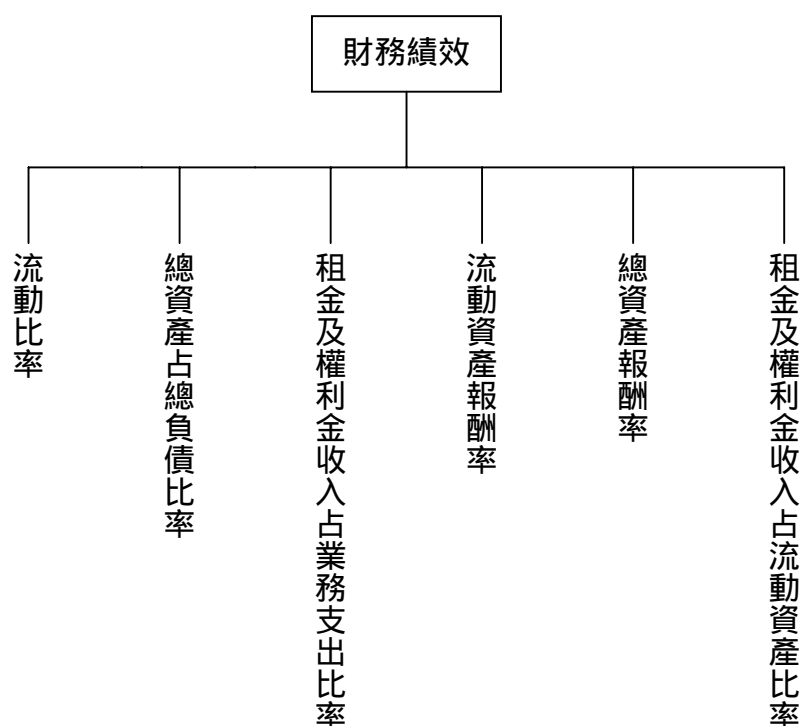 財務績效
流動比率
總資產占總負債比率
租金及權利金收入占業務支出比率
流動資產報酬率
總資產報酬率
租金及權利金收入占流動資產比率